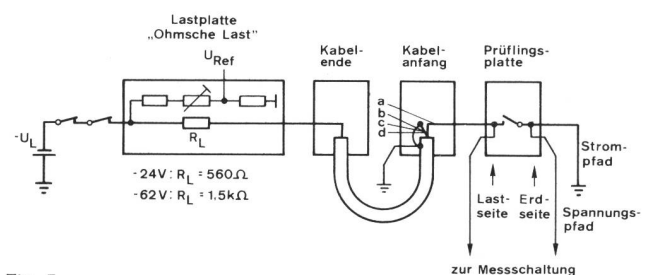 Lastplatte
„Ohmsche Last"
URef
Kabel-
ende
Kabel-
anfang
Prüflings-
platte
a
b
c
d
-UL
RL
-24V: RL = 560Ω
-62V: RL = 1,5kΩ
Strom-
pfad
Last-
seite
Erd-
seite
Spannungs-
pfad
zur Messschaltung